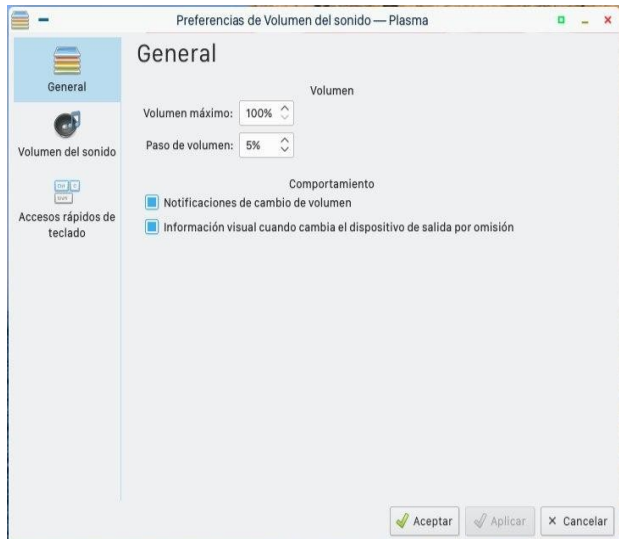 Preferencias de Volumen del sonido — Plasma
General
Volumen del sonido
Accesos rápidos de
teclado
General
Volumen
Volumen máximo: 100%
Paso de volumen: 5%
Comportamiento
Notificaciones de cambio de volumen
Información visual cuando cambia el dispositivo de salida por omisión
Aceptar
Aplicar
Cancelar